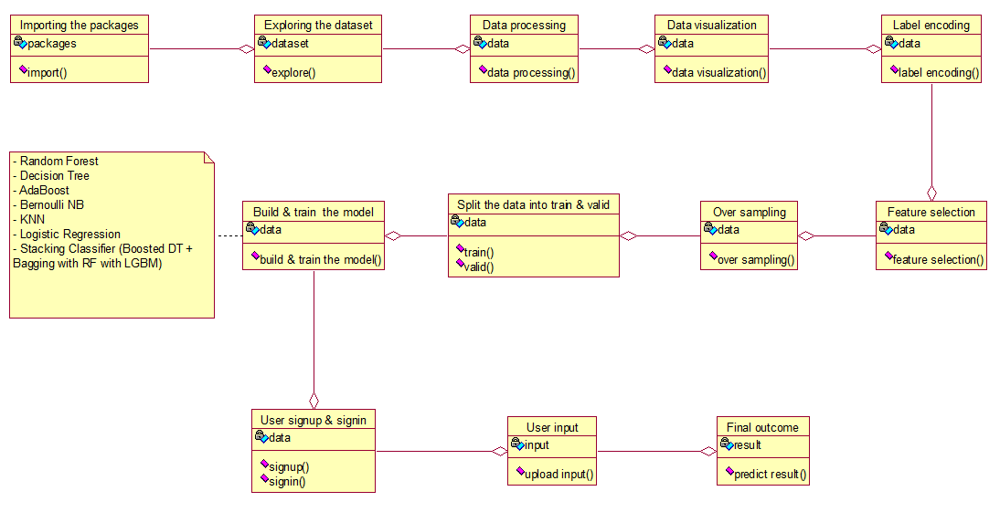 Importing the packages
packages
import()
Exploring the dataset
dataset
explore()
Data processing
data
data processing()
Data visualization
data
data visualization()
Label encoding
data
label encoding()
- Random Forest
- Decision Tree
- AdaBoost
- Bernoulli NB
- KNN
- Logistic Regression
- Stacking Classifier (Boosted DT +
Bagging with RF with LGBM)
Build & train the model
data
build & train the model()
Split the data into train & valid
data
train()
valid()
Over sampling
data
over sampling()
Feature selection
data
feature selection()
User signup & signin
data
signup()
signin()
User input
input
upload input()
Final outcome
result
predict result()